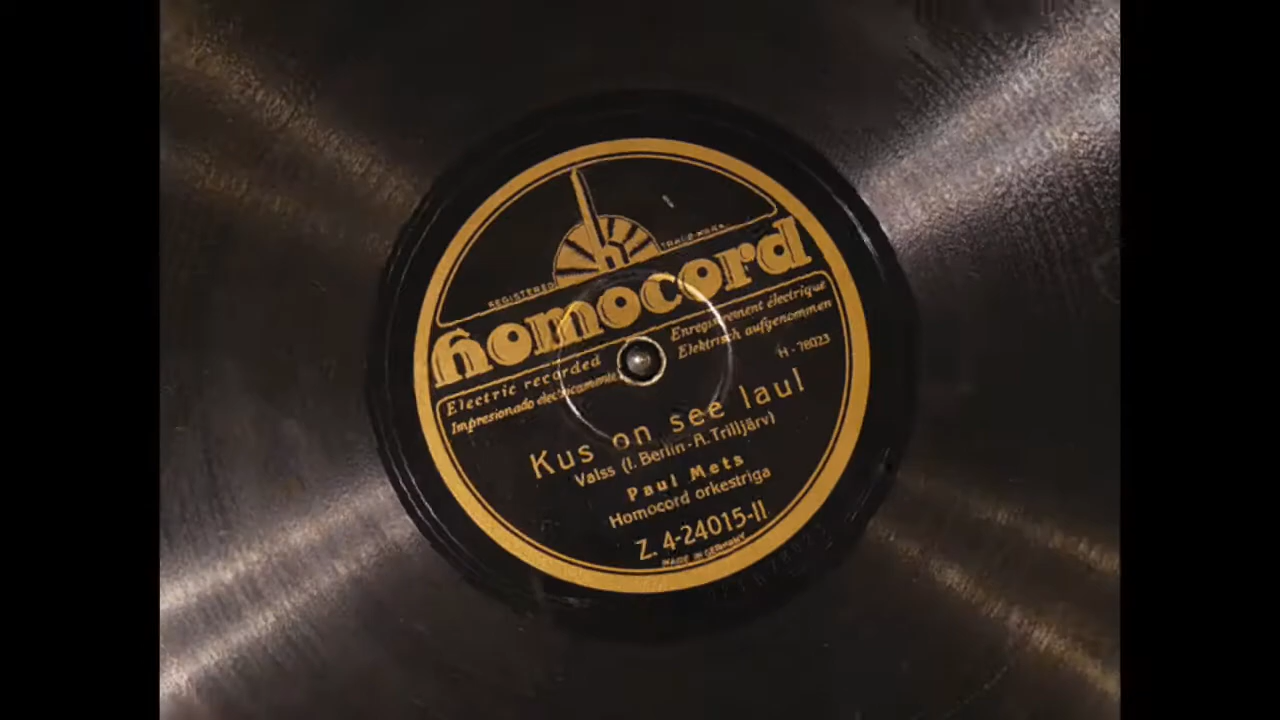 REGISTERED
TRADE MARK
homocord
Electric recorded
Impresionado electricamente
Enregistrement électrique
Elektrisch aufgenommen
H-78023
Kus on see laul
Valss (I. Berlin-A. Trilljärv)
Paul Mets
Homocord orkestriga
Z. 4-24015-II
MADE IN GERMANY